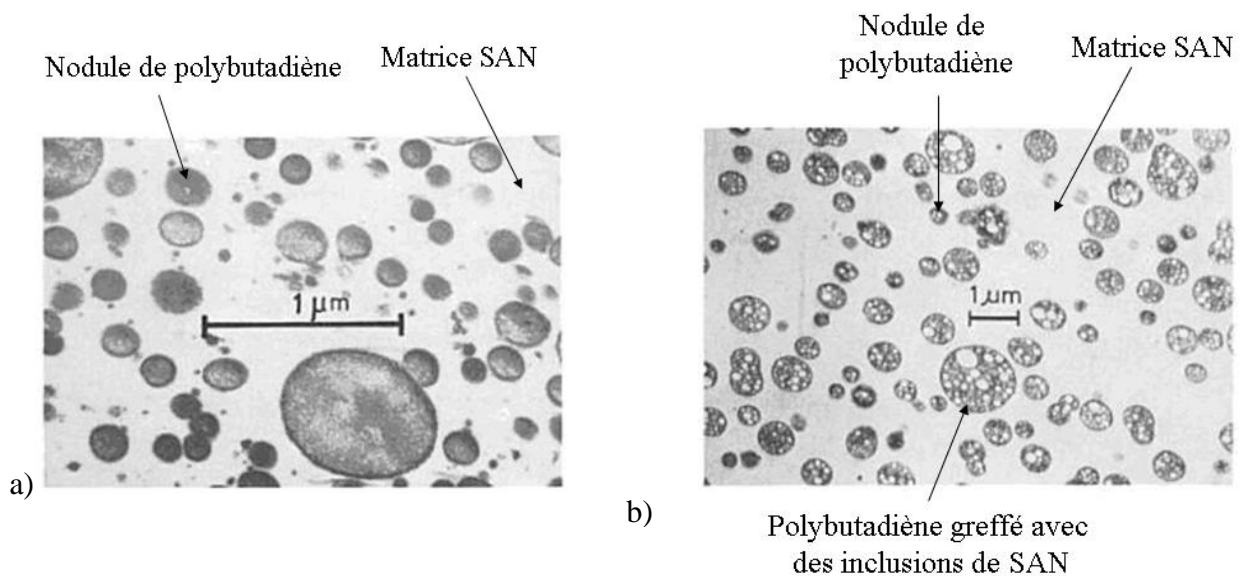 Nodule de polybutadiène
Matrice SAN
1 µm
a)
Nodule de
polybutadiène
Matrice SAN
1 µm
b)
Polybutadiène greffé avec
des inclusions de SAN